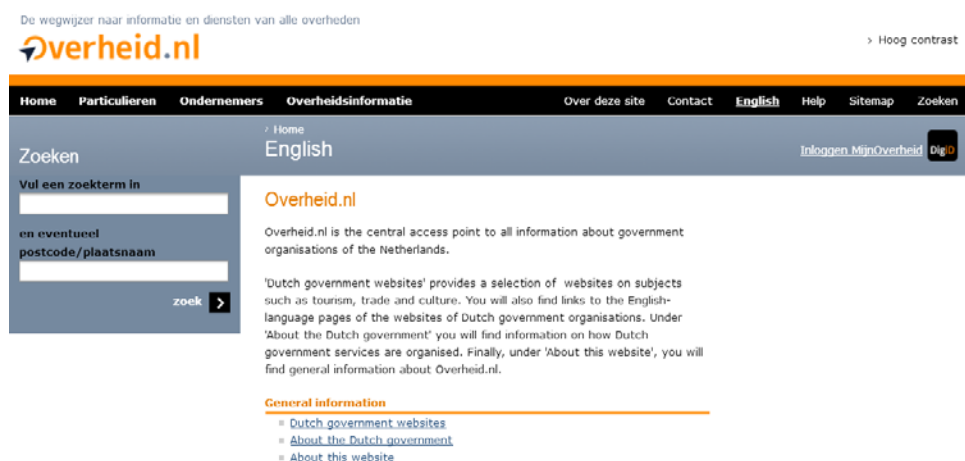 De wegwijzer naar informatie en diensten van alle overheden
Overheid.nl
> Hoog contrast
Home Particulieren Ondernemers Overheidsinformatie Over deze site Contact English Help Sitemap Zoeken
› Home
English
Inloggen MijnOverheid DigiD
Zoeken
Vul een zoekterm in
en eventueel
postcode/plaatsnaam
zoek
Overheid.nl
Overheid.nl is the central access point to all information about government
organisations of the Netherlands.
'Dutch government websites' provides a selection of websites on subjects
such as tourism, trade and culture. You will also find links to the English-
language pages of the websites of Dutch government organisations. Under
'About the Dutch government' you will find information on how Dutch
government services are organised. Finally, under 'About this website', you will
find general information about Overheid.nl.
General information
Dutch government websites
About the Dutch government
About this website